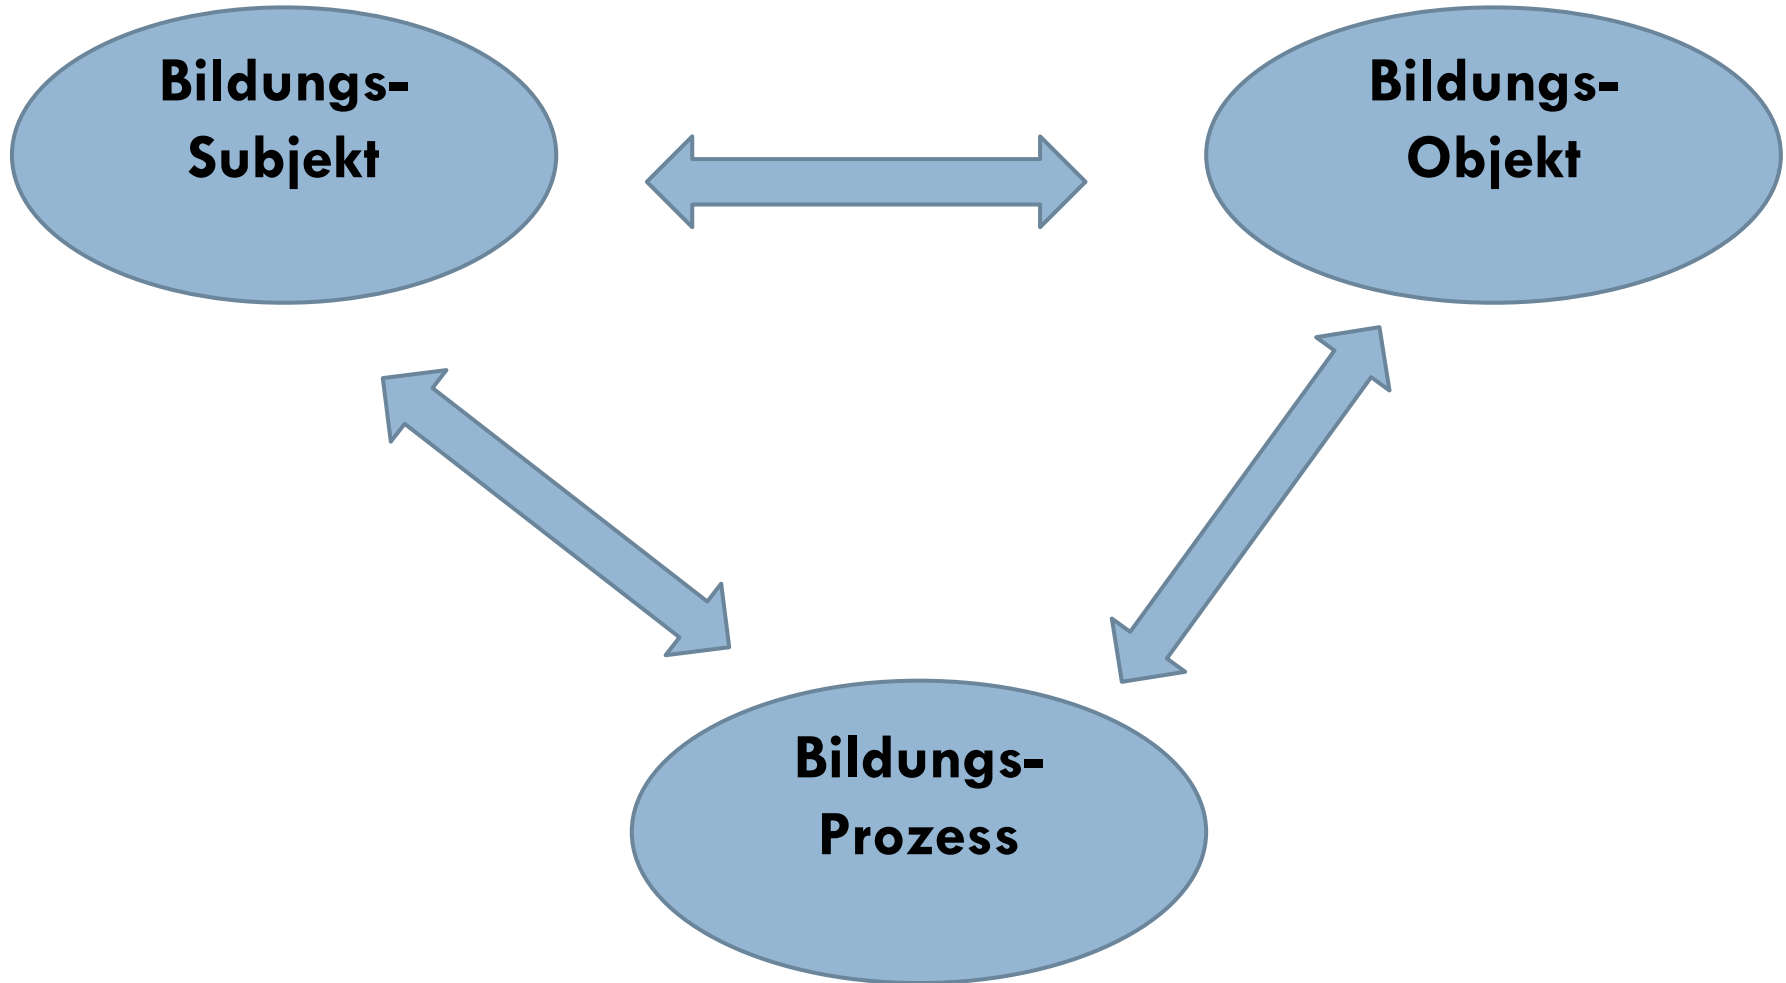 Bildungs-
Subjekt
Bildungs-
Objekt
Bildungs-
Prozess